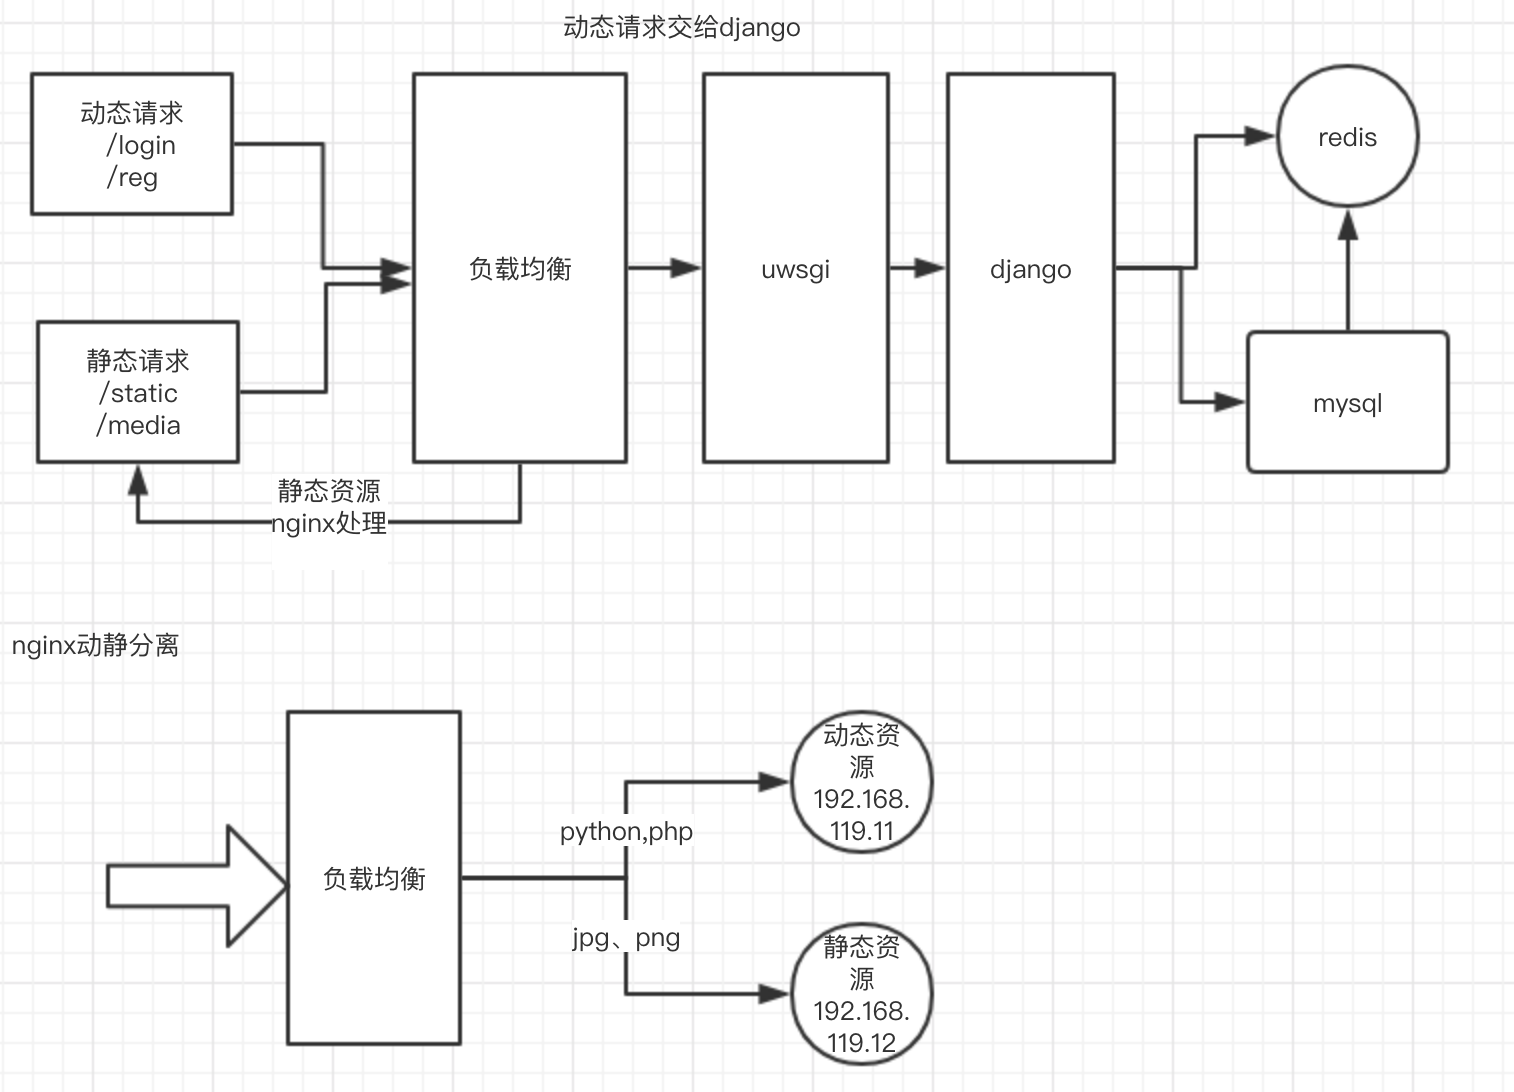 动态请求交给django
动态请求
/login
/reg
负载均衡
uwsgi
django
redis
静态请求
/static
/media
mysql
静态资源
nginx处理
nginx动静分离
负载均衡
python,php
jpg、png
动态资
源
192.168.
119.11
静态资
源
192.168.
119.12